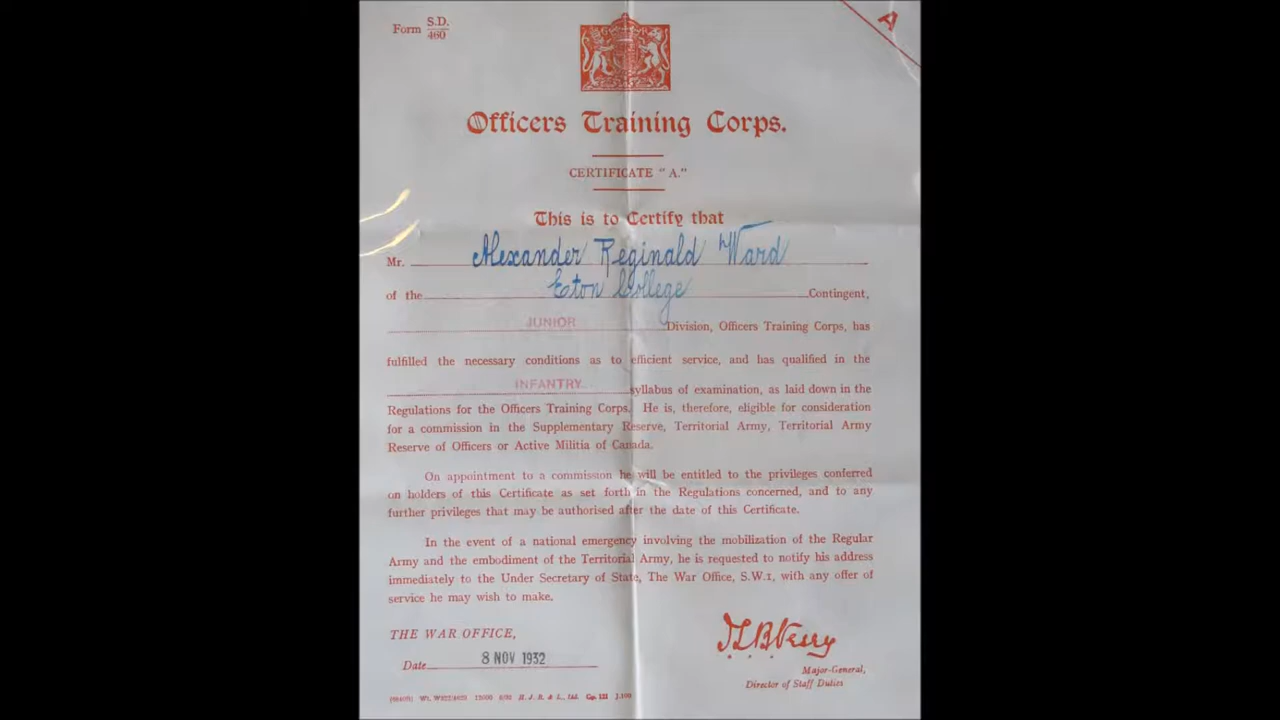 Form S.D.
460
A
Officers Training Corps.
CERTIFICATE "A."
This is to Certify that
Mr. Alexander Reginald Ward
of the Eton College Contingent,
JUNIOR Division, Officers Training Corps, has
fulfilled the necessary conditions as to efficient service, and has qualified in the
INFANTRY syllabus of examination, as laid down in the
Regulations for the Officers Training Corps. He is, therefore, eligible for consideration
for a commission in the Supplementary Reserve, Territorial Army, Territorial Army
Reserve of Officers or Active Militia of Canada.
On appointment to a commission he will be entitled to the privileges conferred
on holders of this Certificate as set forth in the Regulations concerned, and to any
further privileges that may be authorised after the date of this Certificate.
In the event of a national emergency involving the mobilization of the Regular
Army and the embodiment of the Territorial Army, he is requested to notify his address
immediately to the Under Secretary of State, The War Office, S.W.1, with any offer of
service he may wish to make.
THE WAR OFFICE,
Date 8 NOV 1932
Major-General,
Director of Staff Duties
H. J. R. & L., Ltd. Gp. 121